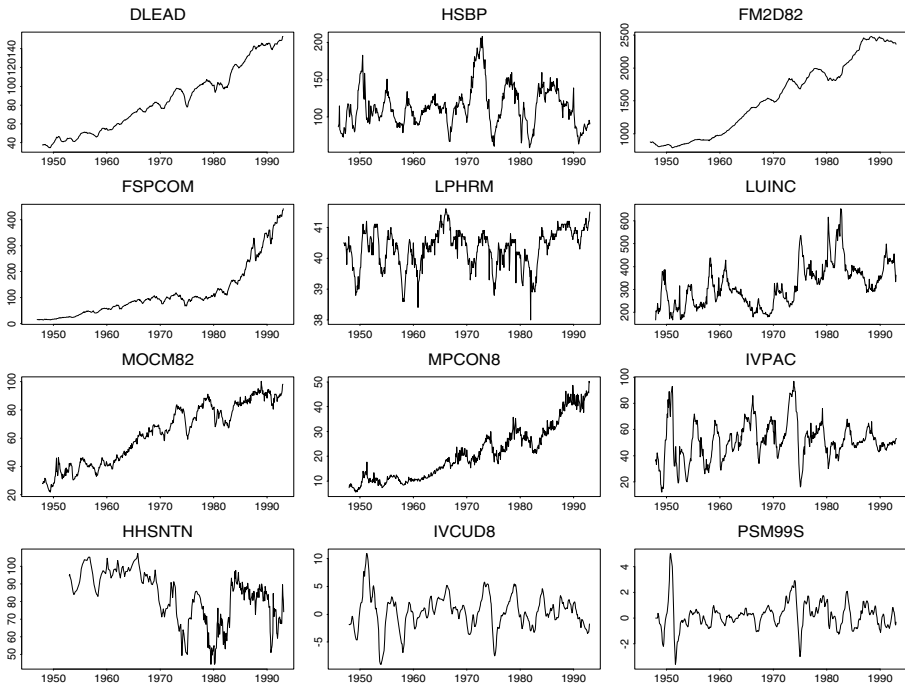 DLEAD
40 60 80 100 120 140
1950 1960 1970 1980 1990
HSBP
100 150 200
1950 1960 1970 1980 1990
FM2D82
1000 1500 2000 2500
1950 1960 1970 1980 1990
FSPCOM
0 100 200 300 400
1950 1960 1970 1980 1990
LPHRM
38 39 40 41
1950 1960 1970 1980 1990
LUINC
200 300 400 500 600
1950 1960 1970 1980 1990
MOCM82
20 40 60 80 100
1950 1960 1970 1980 1990
MPCON8
10 20 30 40 50
1950 1960 1970 1980 1990
IVPAC
20 40 60 80 100
1950 1960 1970 1980 1990
HHSNTN
50 60 70 80 90 100
1950 1960 1970 1980 1990
IVCUD8
-5 0 5 10
1950 1960 1970 1980 1990
PSM99S
-2 0 2 4
1950 1960 1970 1980 1990